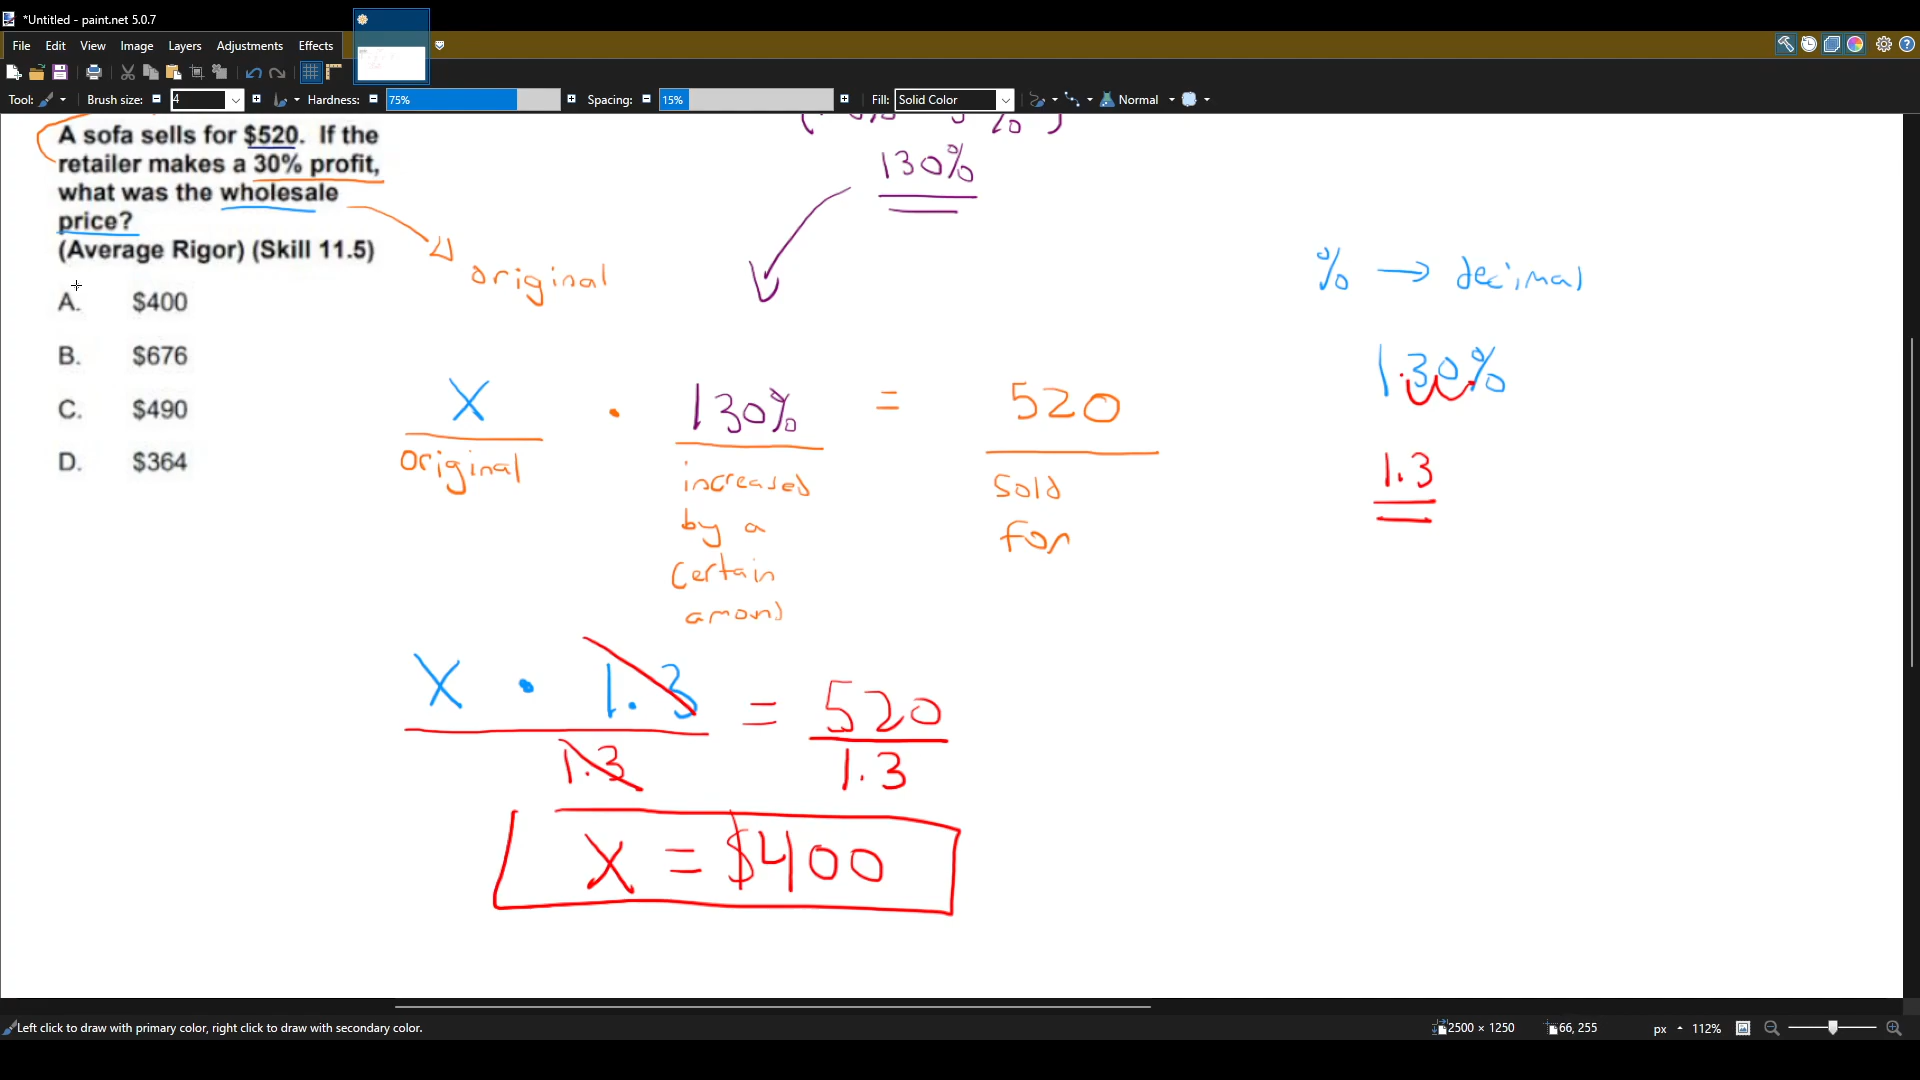 *Untitled - paint.net 5.0.7
File Edit View Image Layers Adjustments Effects
Tool: Brush size: 4 Hardness: 75% Spacing: 15% Fill: Solid Color Normal
A sofa sells for $520. If the
retailer makes a 30% profit,
what was the wholesale
price?
(Average Rigor) (Skill 11.5)
A. $400
B. $676
C. $490
D. $364
original
130%
% → decimal
1.30%
1.3
X • 130% = 520
original
increased
by a
certain
amount
sold
for
X • 1.3 = 520
1.3 1.3
X = $400
Left click to draw with primary color, right click to draw with secondary color.
2500 × 1250 66, 255 px 112%